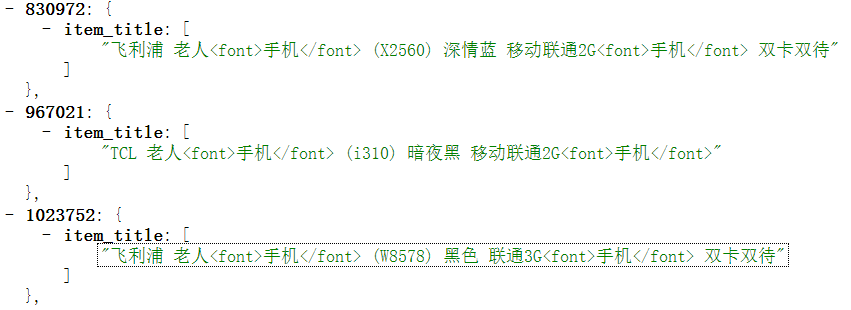 - 830972: {
- item_title: [
"飞利浦 老人<font>手机</font> (X2560) 深情蓝 移动联通2G<font>手机</font> 双卡双待"
]
},
- 967021: {
- item_title: [
"TCL 老人<font>手机</font> (i310) 暗夜黑 移动联通2G<font>手机</font>"
]
},
- 1023752: {
- item_title: [
"飞利浦 老人<font>手机</font> (W8578) 黑色 联通3G<font>手机</font> 双卡双待"
]
},